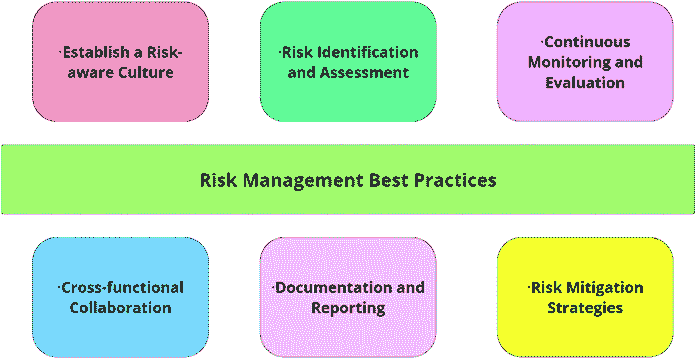 ·Establish a Risk-
aware Culture
·Risk Identification
and Assessment
·Continuous
Monitoring and
Evaluation
Risk Management Best Practices
·Cross-functional
Collaboration
·Documentation and
Reporting
·Risk Mitigation
Strategies